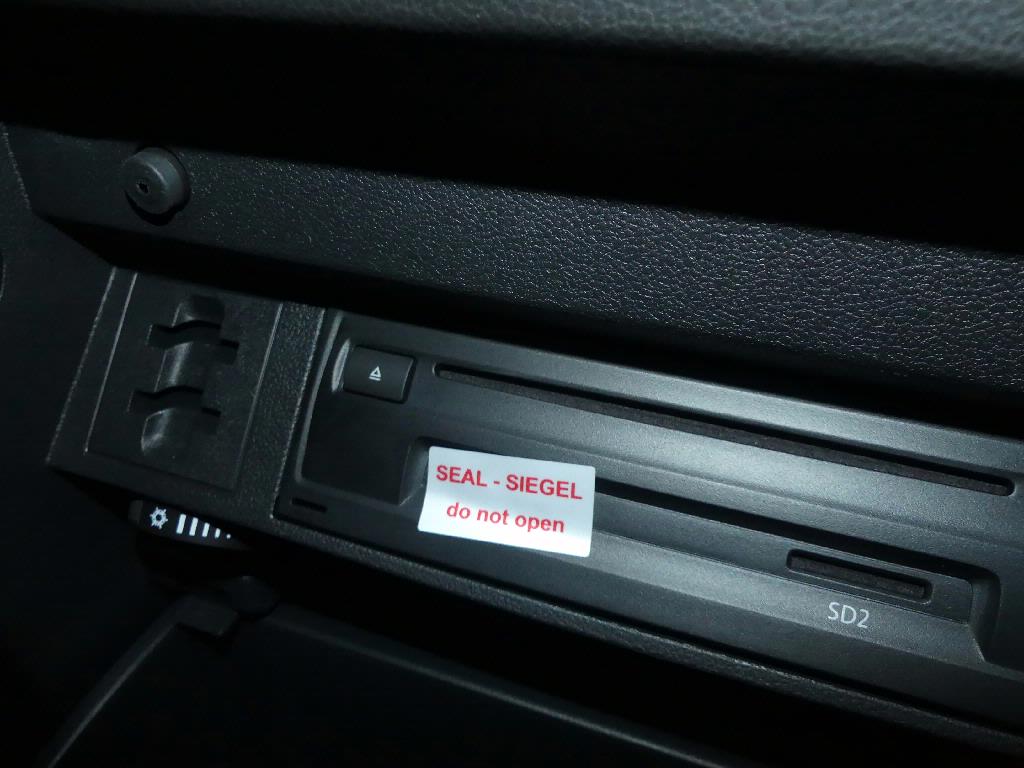 SEAL - SIEGEL
do not open
SD2